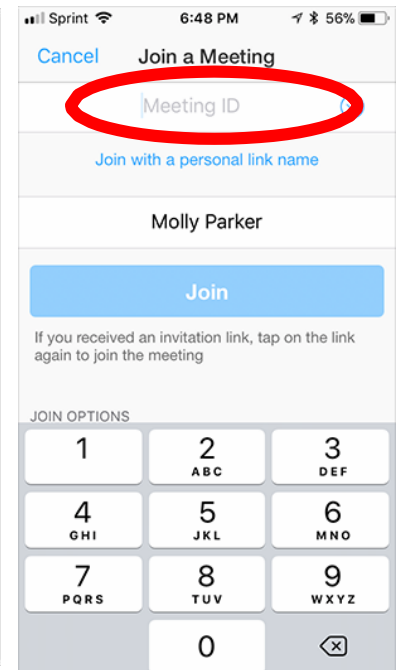 Sprint 6:48 PM 56%
Cancel Join a Meeting
Meeting ID
Join with a personal link name
Molly Parker
Join
If you received an invitation link, tap on the link
again to join the meeting
JOIN OPTIONS
1 2 3
ABC DEF
4 5 6
GHI JKL MNO
7 8 9
PQRS TUV WXYZ
0